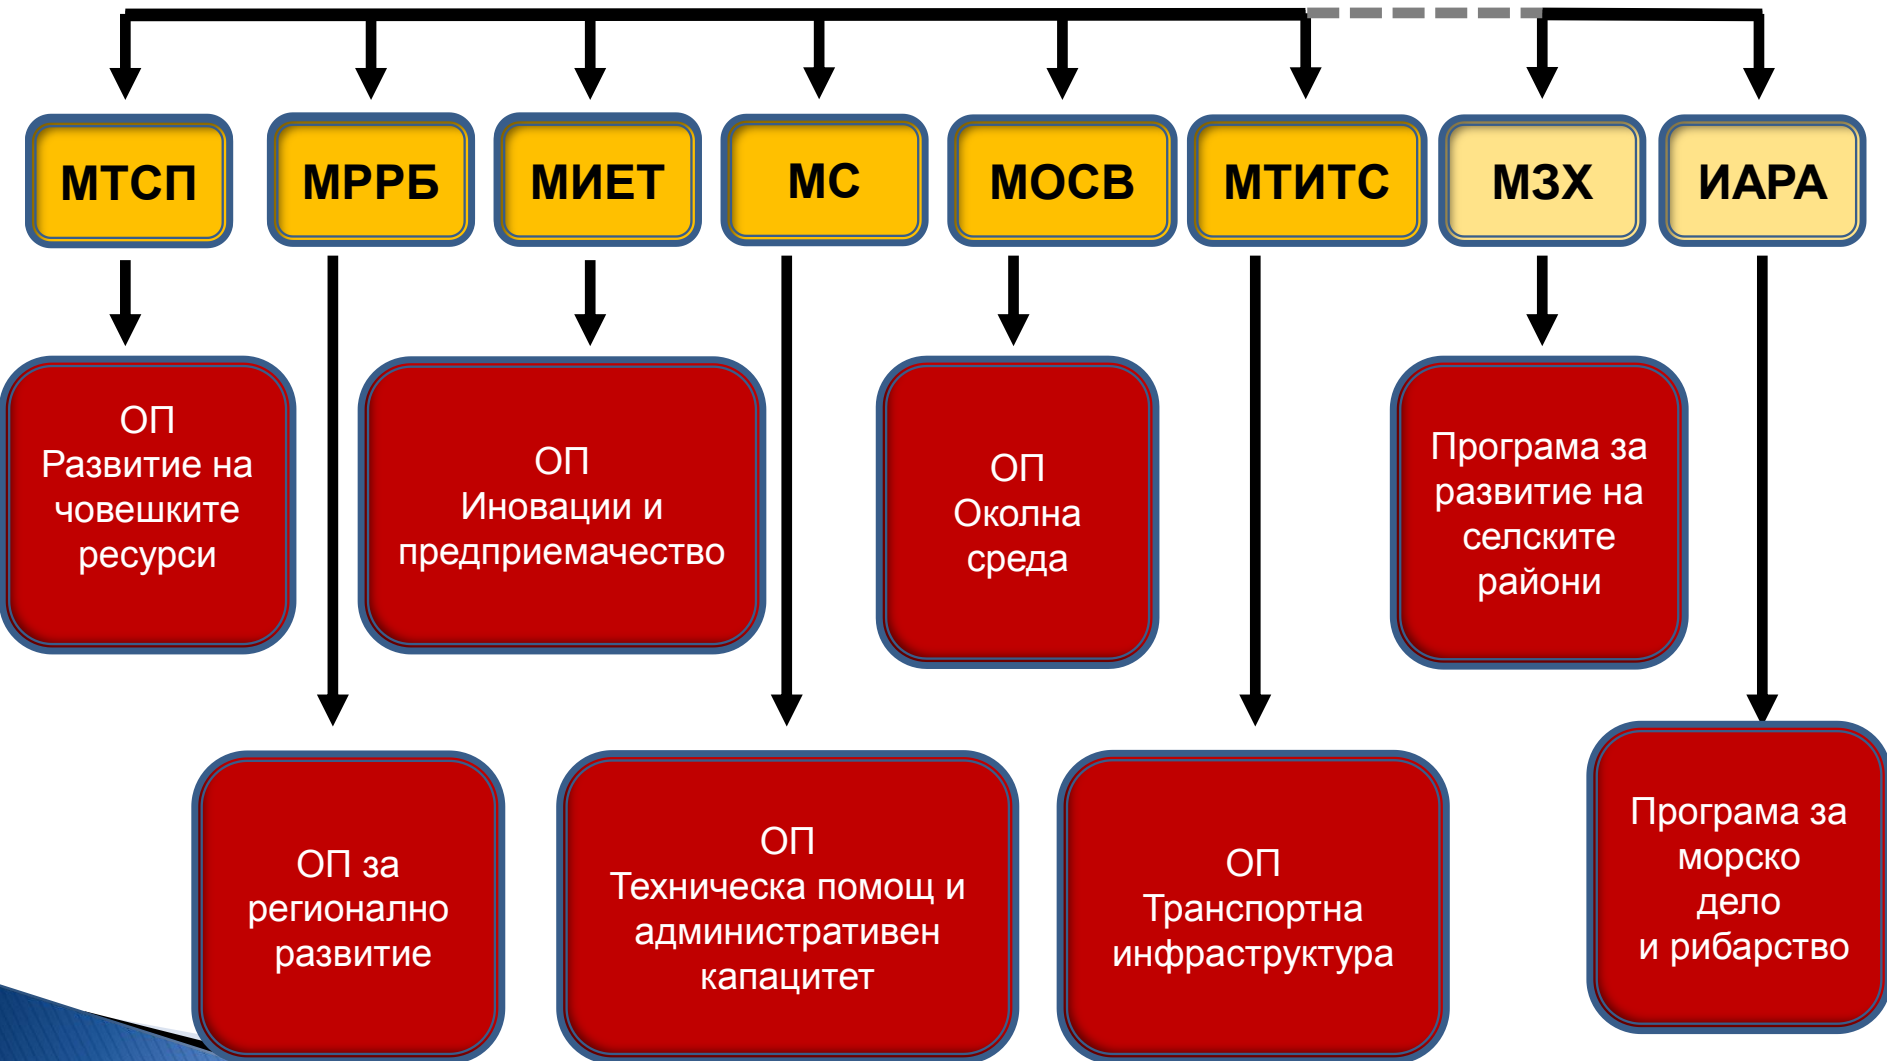 МТСП
МРРБ
МИЕТ
МС
МОСВ
МТИТС
МЗХ
ИАРА
ОП
Развитие на
човешките
ресурси
ОП
Иновации и
предприемачество
ОП
Околна
среда
Програма за
развитие на
селските
райони
ОП за
регионално
развитие
ОП
Техническа помощ и
административен
капацитет
ОП
Транспортна
инфраструктура
Програма за
морско
дело
и рибарство